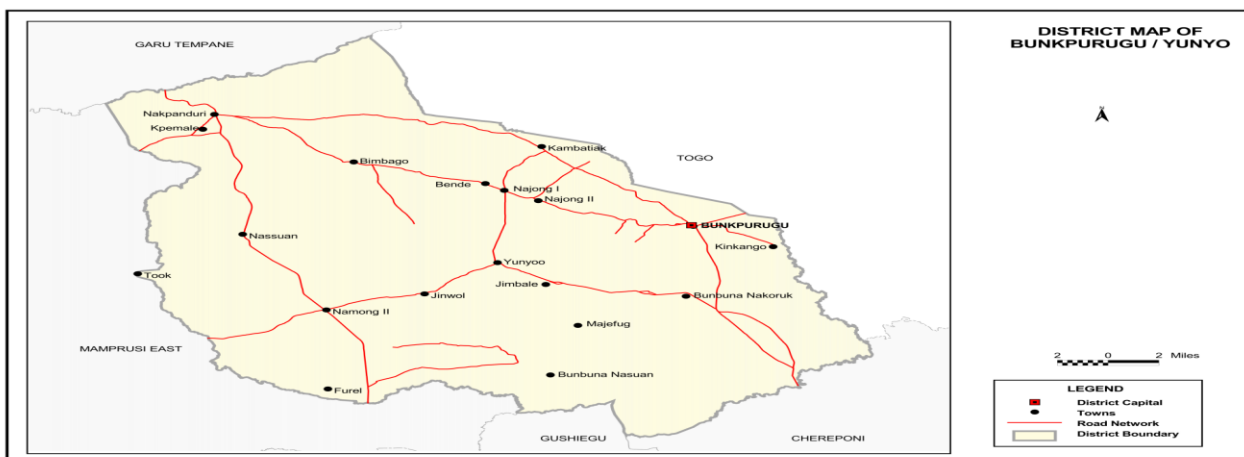 DISTRICT MAP OF
BUNKPURUGU / YUNYO
GARU TEMPANE
Nakpanduri
Kpemale
Kambatiak
TOGO
Bimbago
Bende
Najong I
Najong II
BUNKPURUGU
Nassuan
Kinkango
Yunyoo
Took
Jimbale
Jinwol
Bunbuna Nakoruk
Namong II
Majefug
MAMPRUSI EAST
Bunbuna Nasuan
Furel
GUSHIEGU
CHEREPONI
N
2 0 2 Miles
LEGEND
District Capital
Towns
Road Network
District Boundary